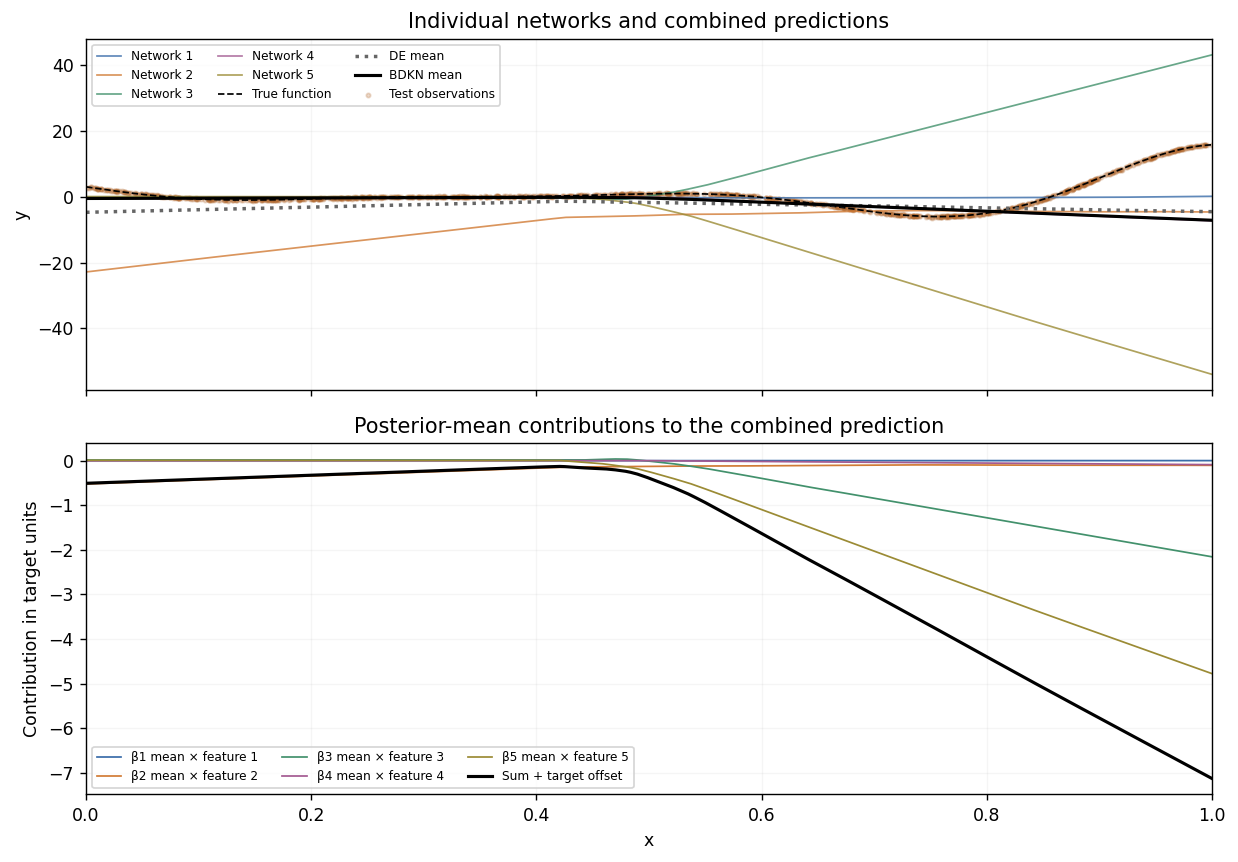 Individual networks and combined predictions
Network 1 Network 4 DE mean
Network 2 Network 5 BDKN mean
Network 3 True function Test observations
40
20
0
−20
−40
y
Posterior-mean contributions to the combined prediction
0
−1
−2
−3
−4
−5
−6
−7
Contribution in target units
β1 mean × feature 1 β3 mean × feature 3 β5 mean × feature 5
β2 mean × feature 2 β4 mean × feature 4 Sum + target offset
0.0 0.2 0.4 0.6 0.8 1.0
x